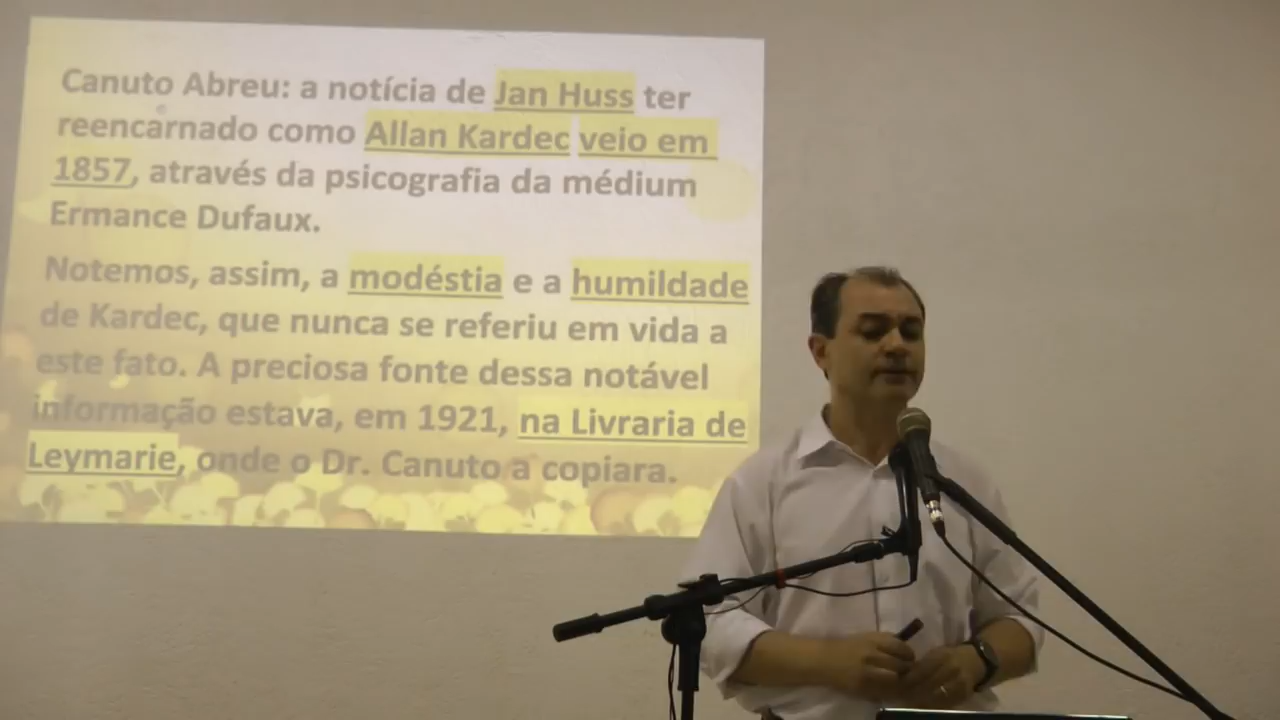 Canuto Abreu: a notícia de Jan Huss ter
reencarnado como Allan Kardec veio em
1857, através da psicografia da médium
Ermance Dufaux.
Notemos, assim, a modéstia e a humildade
de Kardec, que nunca se referiu em vida a
este fato. A preciosa fonte dessa notável
informação estava, em 1921, na Livraria de
Leymarie, onde o Dr. Canuto a copiara.